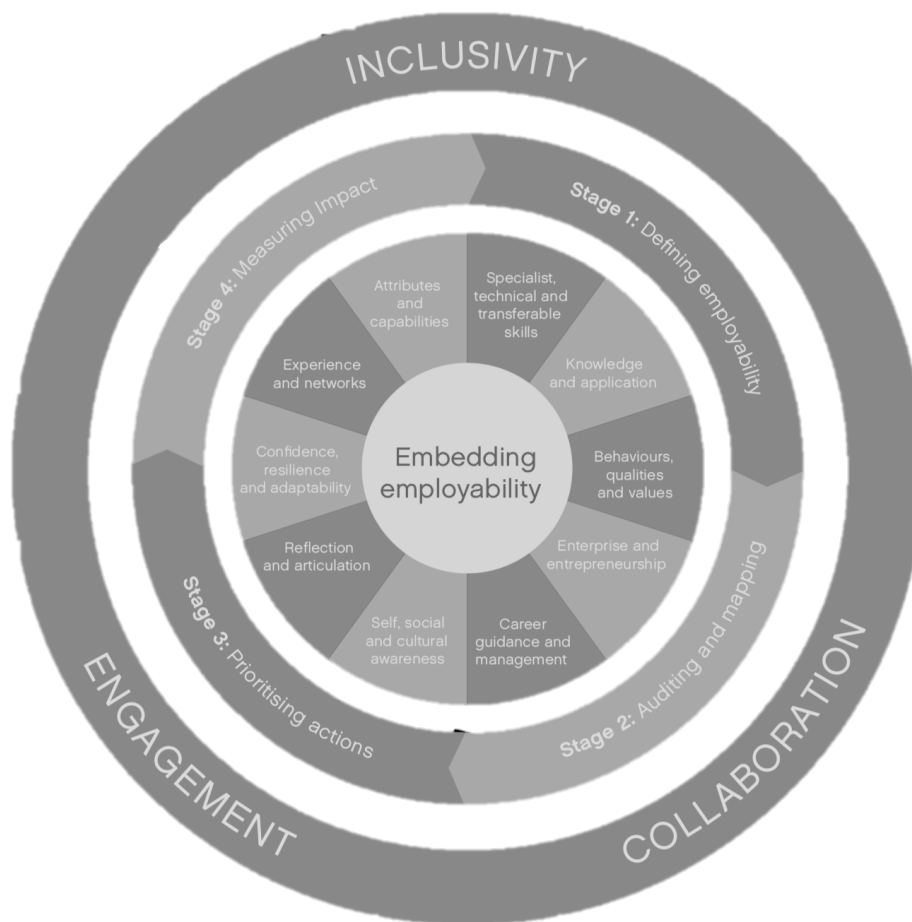 INCLUSIVITY
COLLABORATION
ENGAGEMENT
Stage 1: Defining employability
Stage 2: Auditing and mapping
Stage 3: Prioritising actions
Stage 4: Measuring Impact
Specialist,
technical and
transferable
skills
Knowledge
and application
Behaviours,
qualities
and values
Enterprise and
entrepreneurship
Career
guidance and
management
Self, social
and cultural
awareness
Reflection
and articulation
Confidence,
resilience
and adaptability
Experience
and networks
Attributes
and
capabilities
Embedding
employability